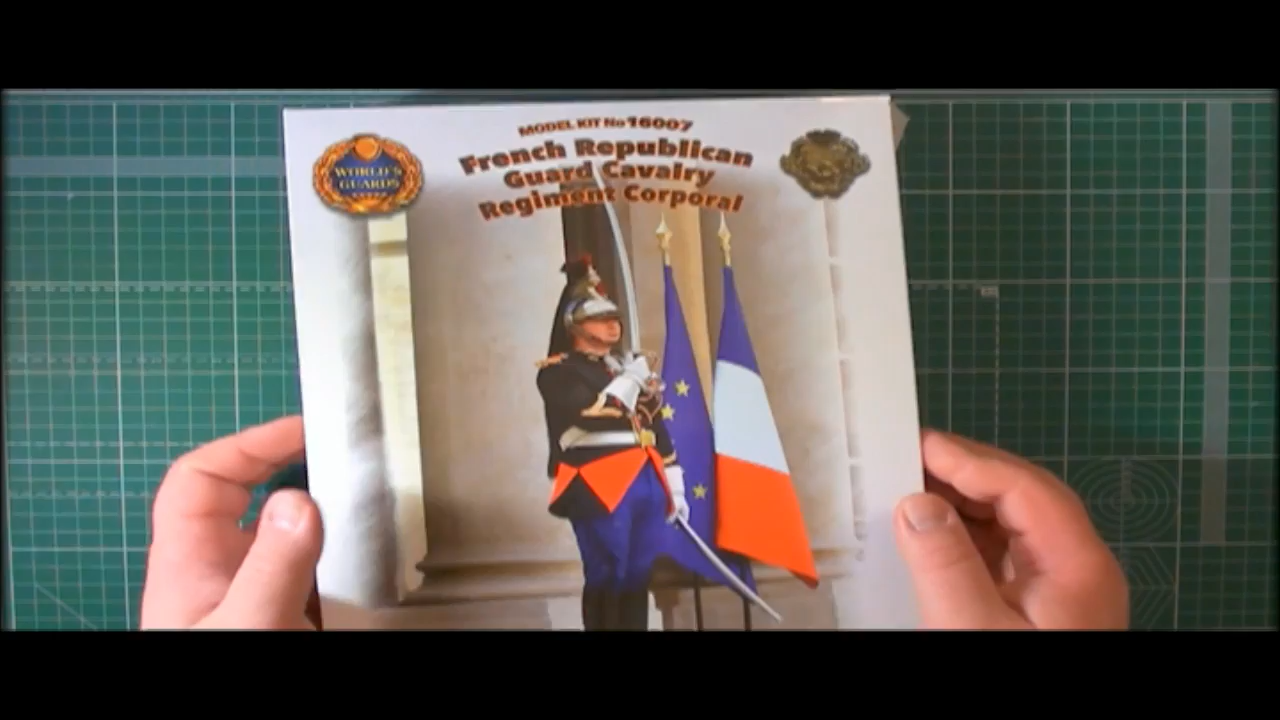 MODEL KIT No 16007
French Republican
Guard Cavalry
Regiment Corporal
WORLD'S
GUARDS